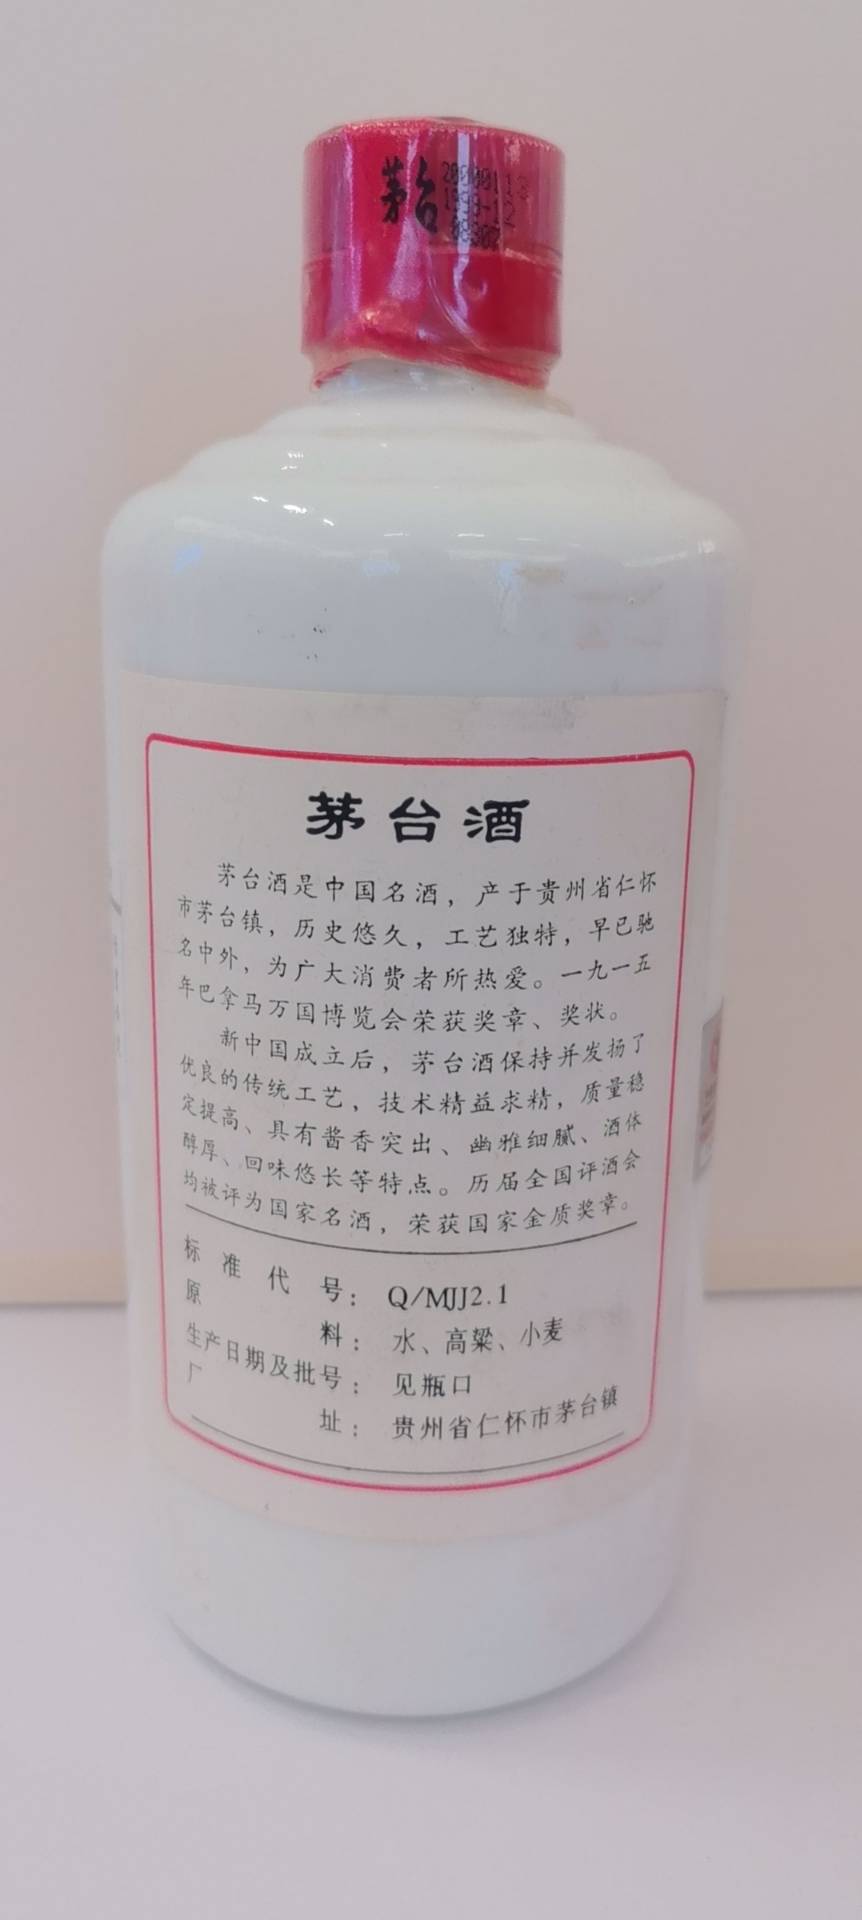 茅台
20000113
1999-12
茅台酒
茅台酒是中国名酒，产于贵州省仁怀
市茅台镇，历史悠久，工艺独特，早已驰
名中外，为广大消费者所热爱。一九一五
年巴拿马万国博览会荣获奖章、奖状。
新中国成立后，茅台酒保持并发扬了
优良的传统工艺，技术精益求精，质量稳
定提高、具有酱香突出、幽雅细腻、酒体
醇厚、回味悠长等特点。历届全国评酒会
均被评为国家名酒，荣获国家金质奖章。
标准代号：Q/MJJ2.1
原料：水、高粱、小麦
生产日期及批号：见瓶口
厂址：贵州省仁怀市茅台镇